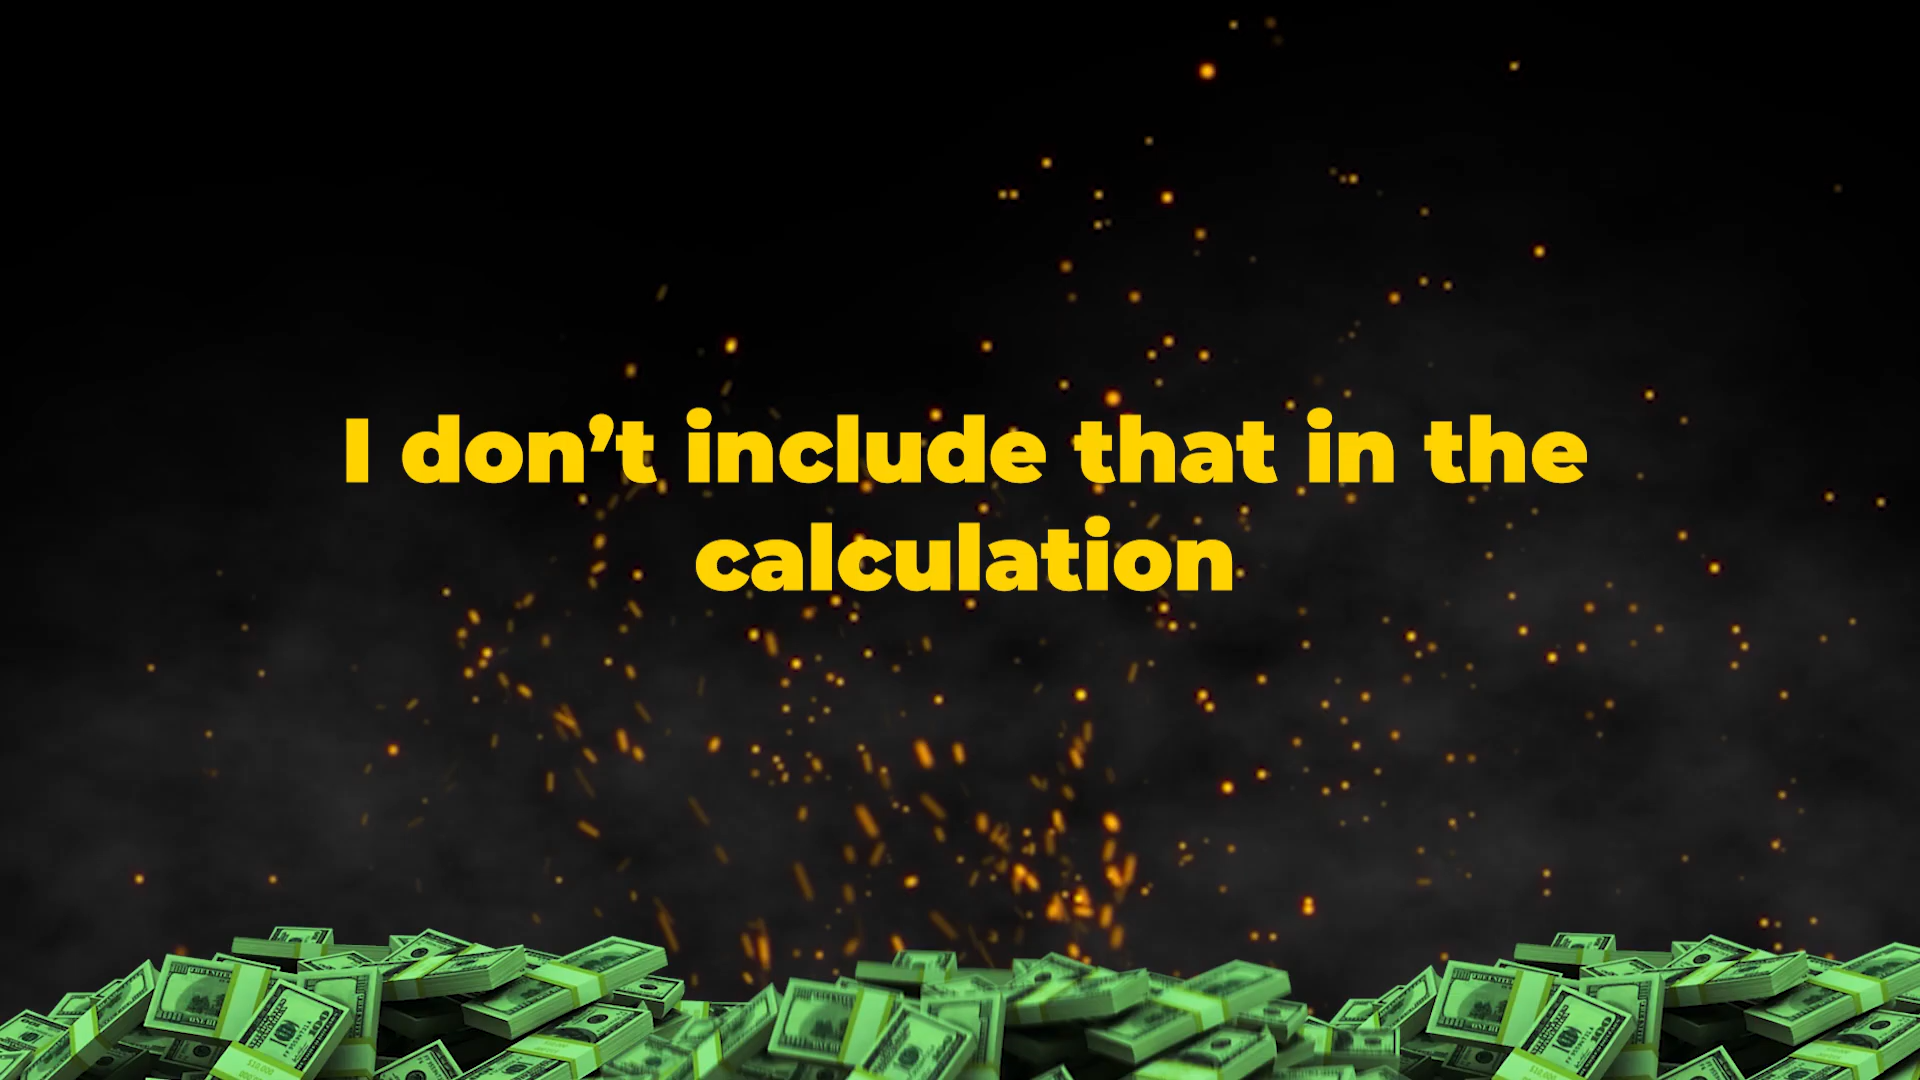 I don’t include that in the
calculation